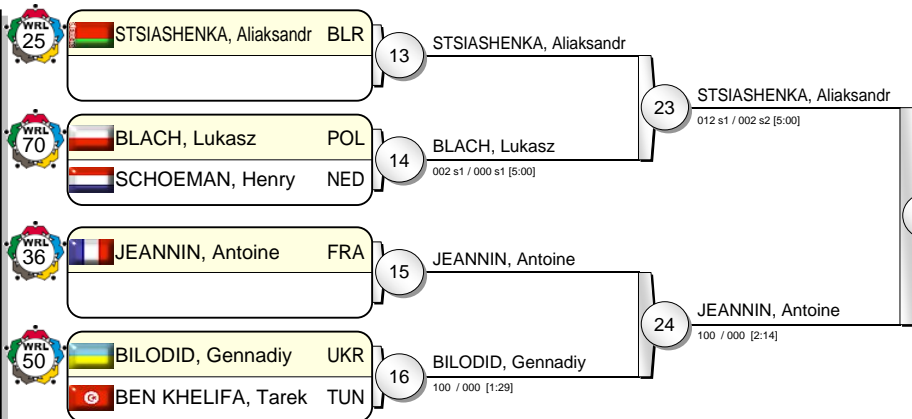 WRL
25
STSIASHENKA, Aliaksandr BLR
13
STSIASHENKA, Aliaksandr
23
STSIASHENKA, Aliaksandr
012 s1 / 002 s2 [5:00]
WRL
70
BLACH, Lukasz POL
SCHOEMAN, Henry NED
14
BLACH, Lukasz
002 s1 / 000 s1 [5:00]
WRL
36
JEANNIN, Antoine FRA
15
JEANNIN, Antoine
24
JEANNIN, Antoine
100 / 000 [2:14]
WRL
50
BILODID, Gennadiy UKR
BEN KHELIFA, Tarek TUN
16
BILODID, Gennadiy
100 / 000 [1:29]